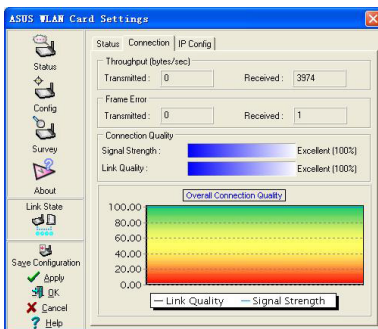 ASUS WLAN Card Settings
Status
Config
Survey
About
Link State
Save Configuration
Apply
OK
Cancel
Help
Status Connection IP Config
Throughput (bytes/sec)
Transmitted : 0 Received : 3974
Frame Error
Transmitted : 0 Received : 1
Connection Quality
Signal Strength : Excellent (100%)
Link Quality : Excellent (100%)
Overall Connection Quality
100.00
80.00
60.00
40.00
20.00
0.00
Link Quality Signal Strength